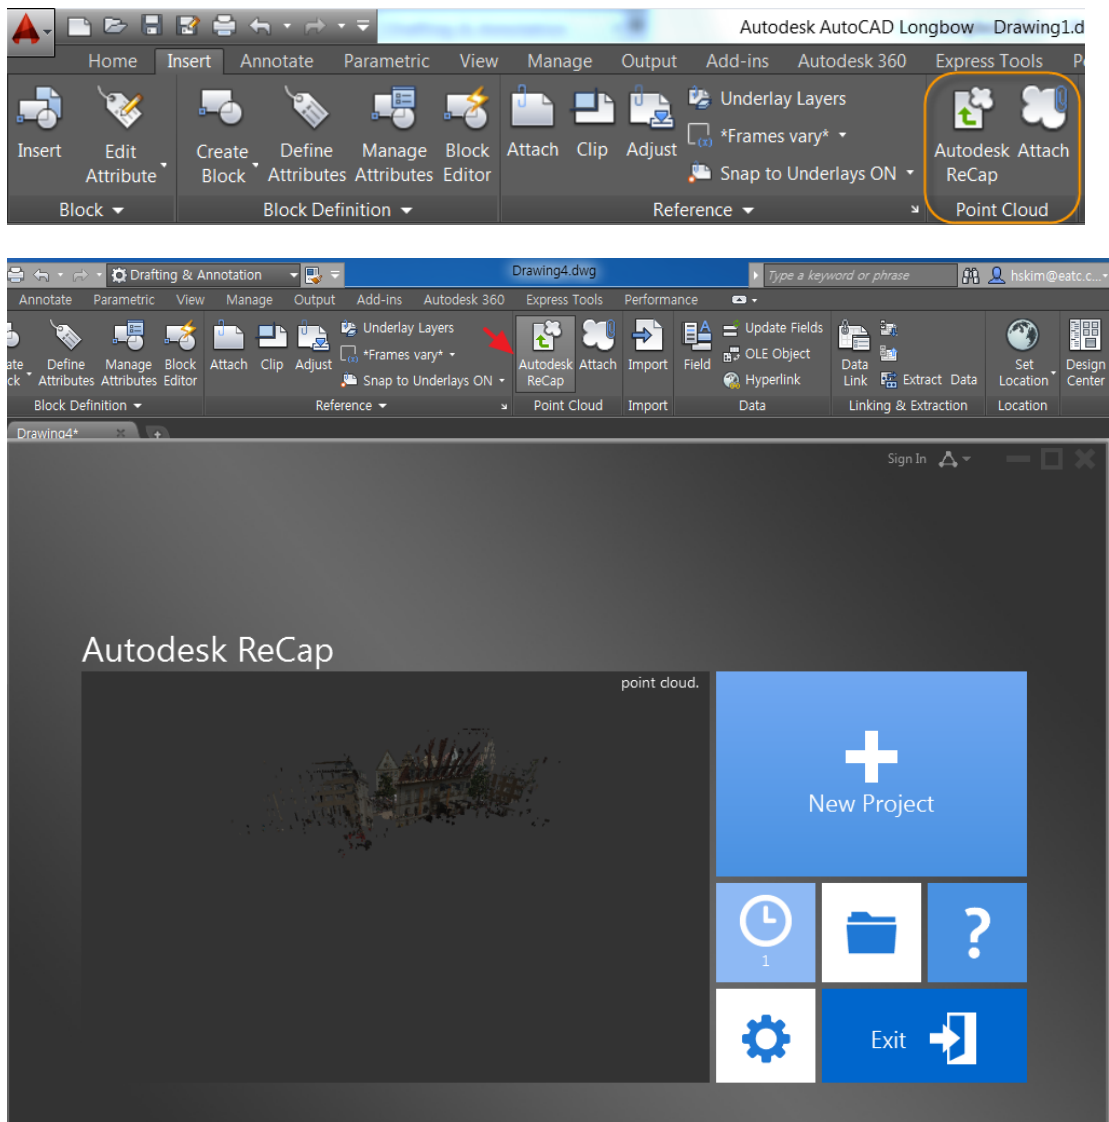 Autodesk AutoCAD Longbow Drawing1.d
Home Insert Annotate Parametric View Manage Output Add-ins Autodesk 360 Express Tools
Underlay Layers
*Frames vary*
Snap to Underlays ON
Insert Edit Attribute Create Block Define Attributes Manage Attributes Block Editor Attach Clip Adjust Autodesk ReCap Attach
Block Block Definition Reference Point Cloud
Drafting & Annotation Drawing4.dwg Type a keyword or phrase hskim@eatc.c...
Annotate Parametric View Manage Output Add-ins Autodesk 360 Express Tools Performance
Underlay Layers Update Fields
*Frames vary* OLE Object
Snap to Underlays ON Hyperlink Extract Data
ate ck Define Attributes Manage Attributes Block Editor Attach Clip Adjust Autodesk ReCap Attach Import Field Data Link Set Location Design Center
Block Definition Reference Point Cloud Import Data Linking & Extraction Location
Drawing4*
Sign In
Autodesk ReCap
point cloud.
New Project
1
?
Exit